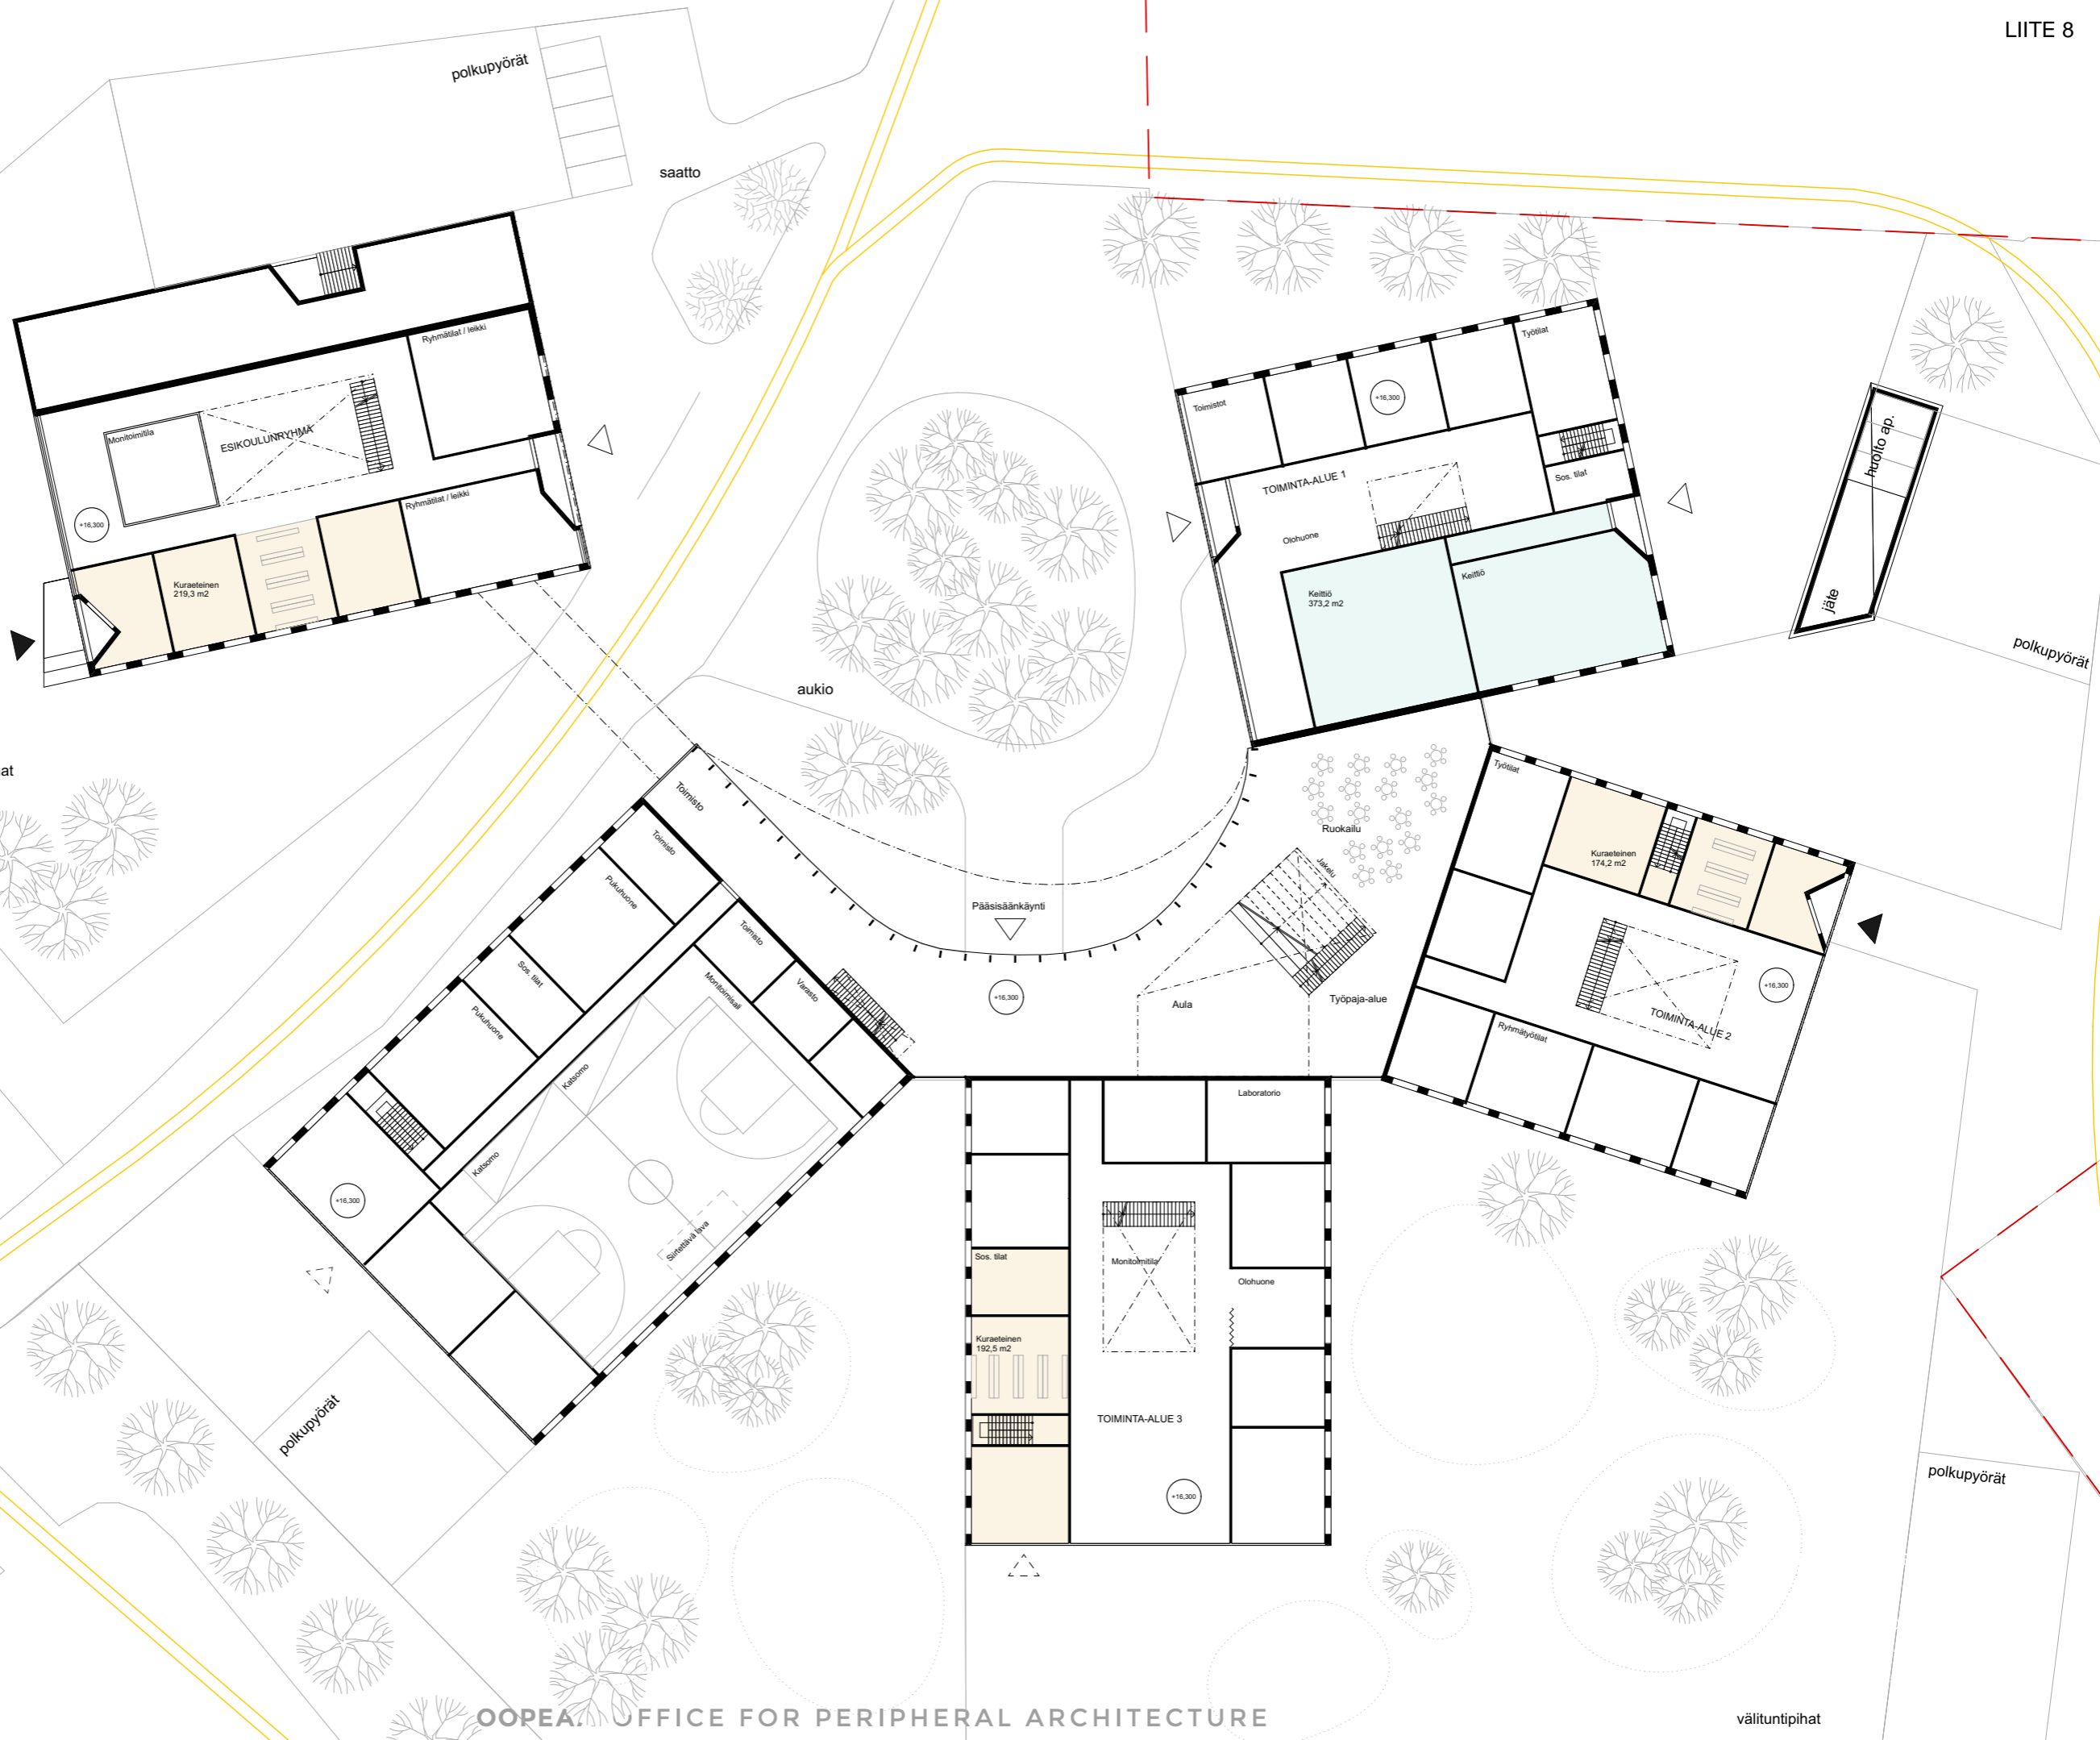 LIITE 8
polkupyörät
saatto
Ryhmätilat / leikki
Monitoimitila
ESIKOULUNRYHMÄ
Ryhmätilat / leikki
+16,300
Kuraeteinen
219,3 m2
Työtilat
Toimistot
+16,300
TOIMINTA-ALUE 1
Sos. tilat
Olohuone
Keittiö
Keittiö
373,2 m2
huolto ap.
jäte
polkupyörät
aukio
at
Toimisto
Toimisto
Pukuhuone
Sos. tilat
Pukuhuone
Toimisto
Varasto
Monitoimisali
Katsomo
Katsomo
Siirtettävä lava
+16,300
Pääsisäänkäynti
+16,300
Ruokailu
Jakelu
Aula
Työpaja-alue
Työtilat
Kuraeteinen
174,2 m2
+16,300
TOIMINTA-ALUE 2
Ryhmätyötilat
Laboratorio
Sos. tilat
Monitoimitila
Olohuone
Kuraeteinen
192,5 m2
TOIMINTA-ALUE 3
+16,300
polkupyörät
polkupyörät
OOPEA. OFFICE FOR PERIPHERAL ARCHITECTURE
välituntipihat